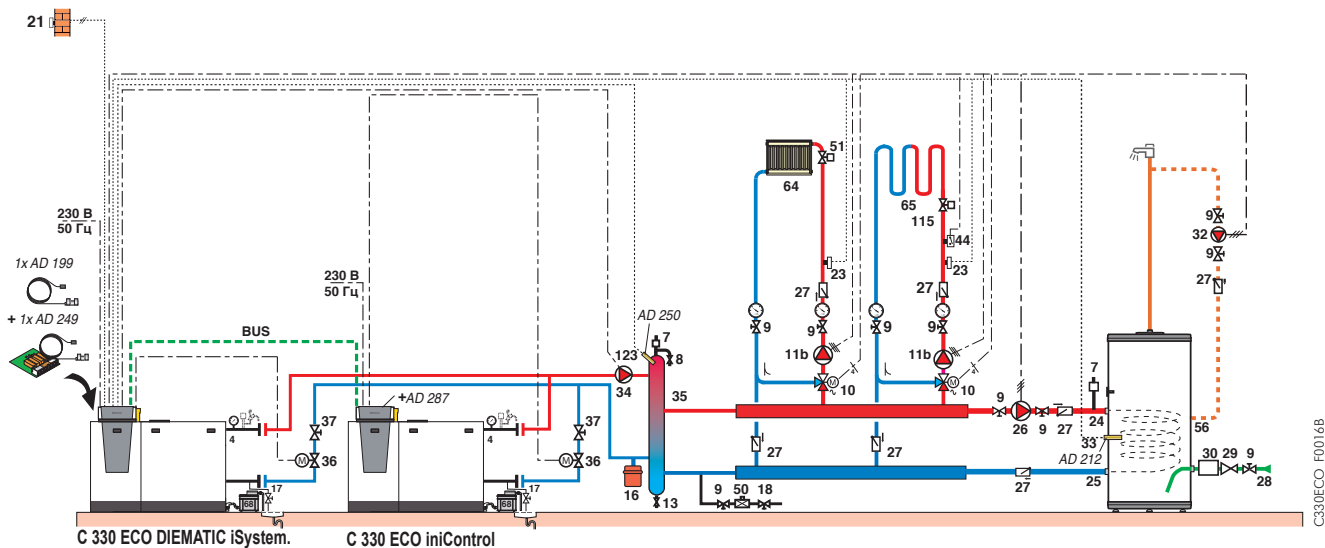 21
230 В
50 Гц
1x AD 199
+ 1x AD 249
BUS
230 В
50 Гц
+AD 287
4
37
M
36
17
68
4
37
M
36
17
68
C 330 ECO DIEMATIC iSystem.
C 330 ECO iniControl
AD 250
7
8
123
34
35
16
13
64
51
23
27
9
9
11b
M
10
27
65
115
44
23
27
9
9
11b
M
10
27
9
26
9
27
24
7
9
50
18
27
25
33
AD 212
56
9
32
9
27
30
29
9
28
C330ECO F0016B